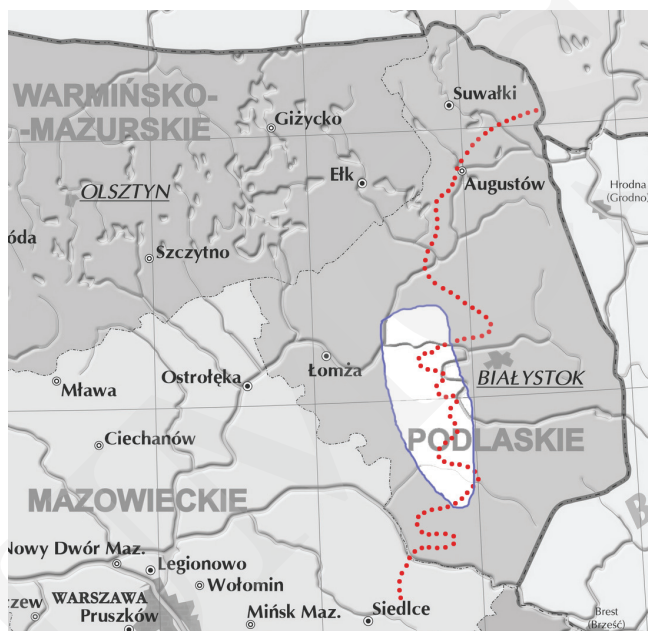 WARMIŃSKO-
-MAZURSKIE
Suwałki
Giżycko
Ełk
Augustów
Hrodna
(Grodno)
OLSZTYN
óda
Szczytno
Łomża
Ostrołęka
Mława
BIAŁYSTOK
Ciechanów
PODLASKIE
MAZOWIECKIE
Nowy Dwór Maz.
Legionowo
Wołomin
czew
WARSZAWA
Pruszków
Mińsk Maz.
Siedlce
Brest
(Brześć)
B